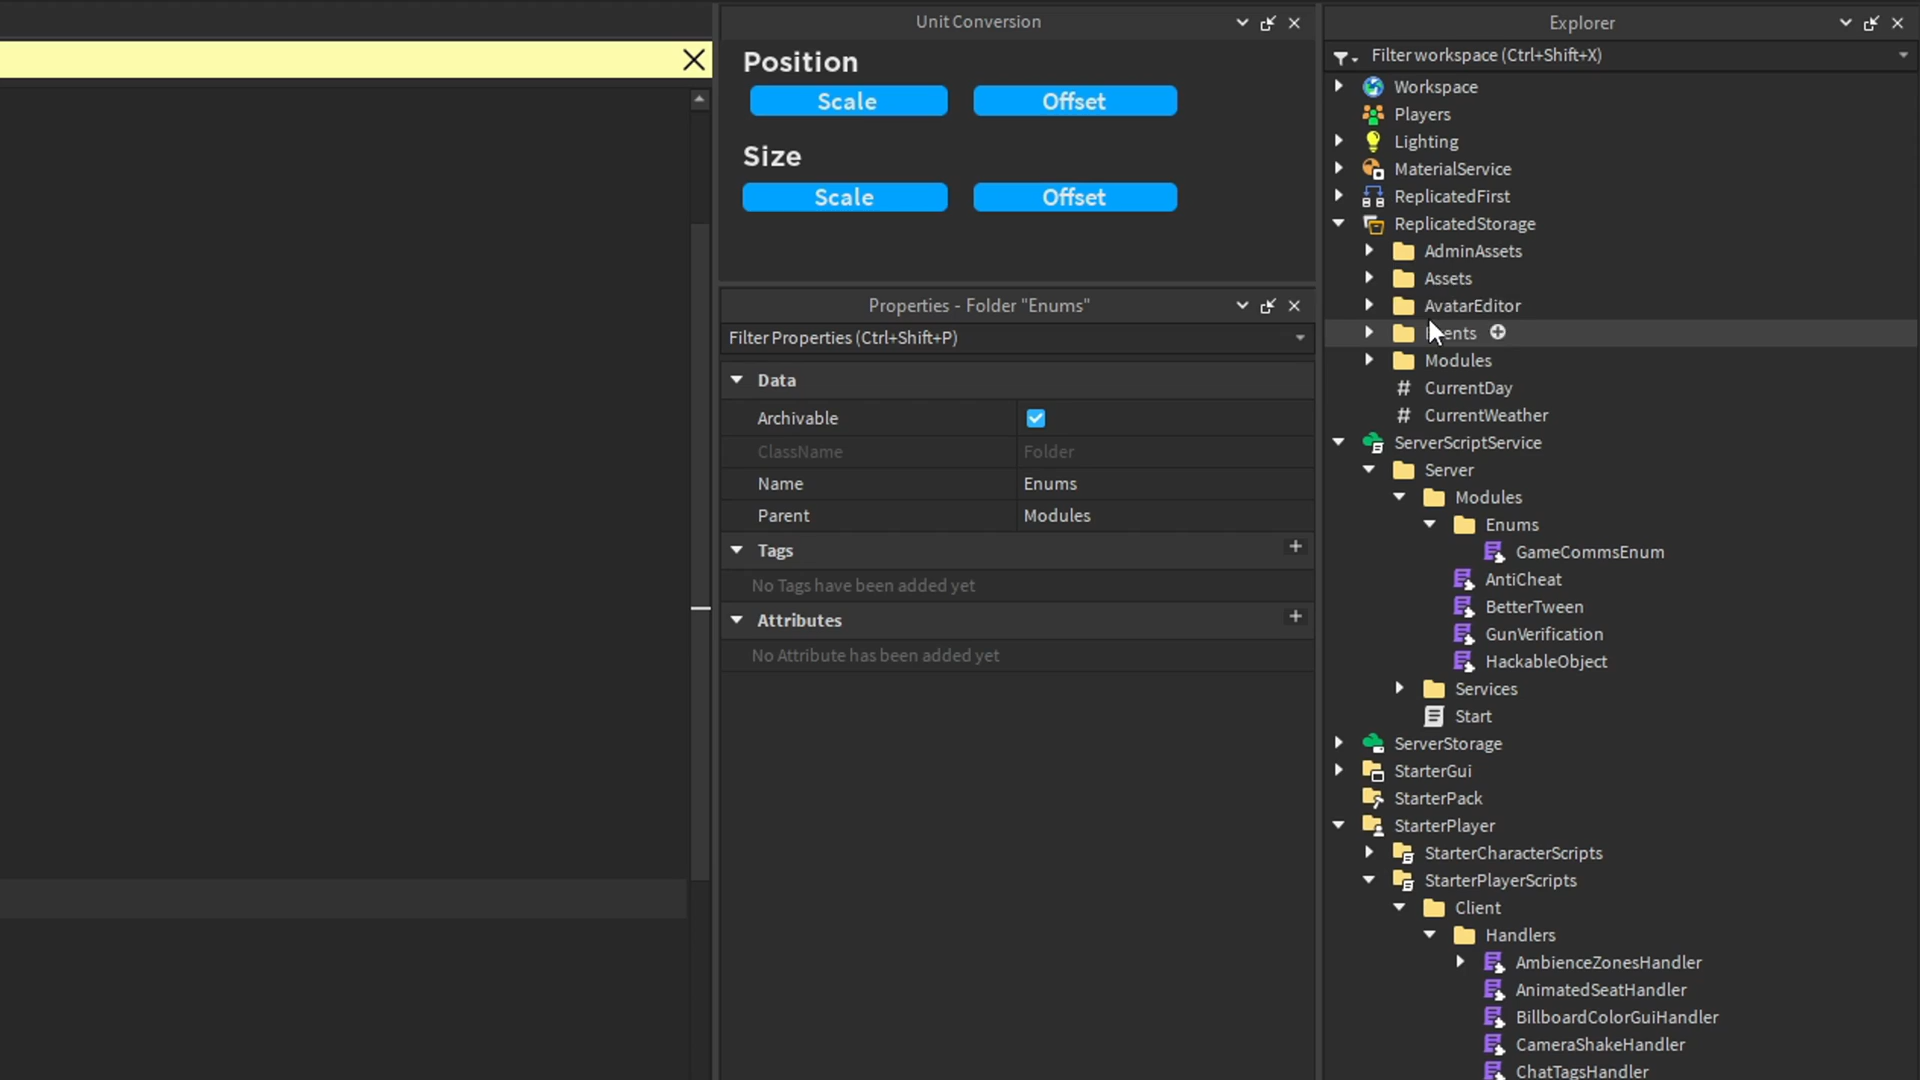 Unit Conversion
Position
Scale Offset
Size
Scale Offset
Properties - Folder "Enums"
Filter Properties (Ctrl+Shift+P)
Data
Archivable
ClassName Folder
Name Enums
Parent Modules
Tags
No Tags have been added yet
Attributes
No Attribute has been added yet
Explorer
Filter workspace (Ctrl+Shift+X)
Workspace
Players
Lighting
MaterialService
ReplicatedFirst
ReplicatedStorage
AdminAssets
Assets
AvatarEditor
Modules
# CurrentDay
# CurrentWeather
ServerScriptService
Server
Modules
Enums
GameCommsEnum
AntiCheat
BetterTween
GunVerification
HackableObject
Services
Start
ServerStorage
StarterGui
StarterPack
StarterPlayer
StarterCharacterScripts
StarterPlayerScripts
Client
Handlers
AmbienceZonesHandler
AnimatedSeatHandler
BillboardColorGuiHandler
CameraShakeHandler
ChatTagsHandler